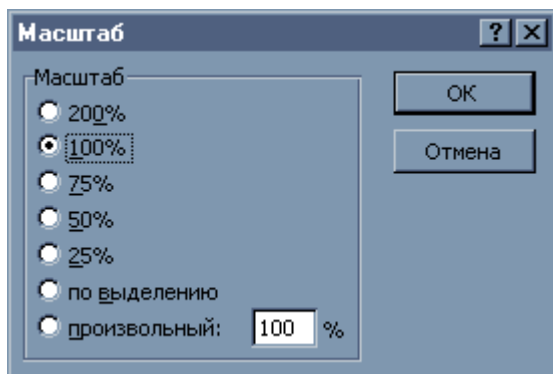 Масштаб
Масштаб
200%
100%
75%
50%
25%
по выделению
произвольный: 100 %
OK
Отмена